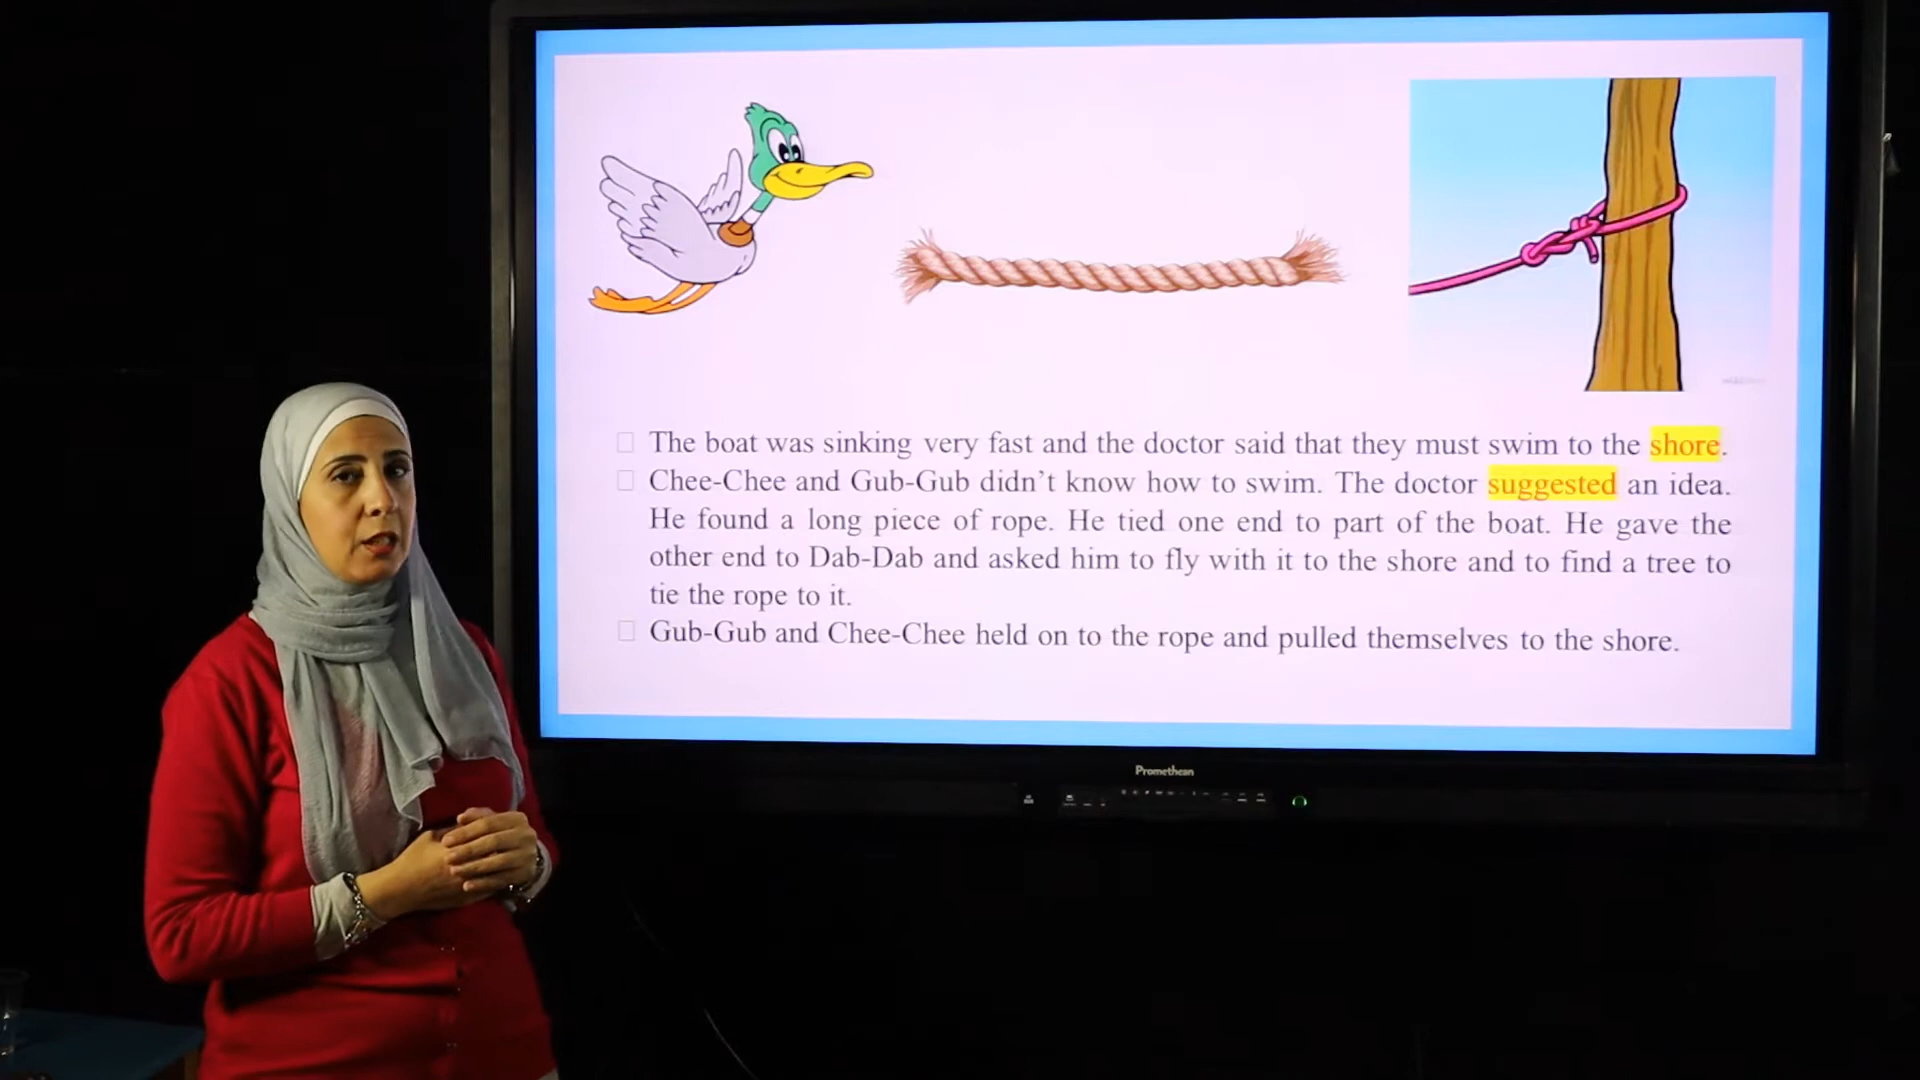 The boat was sinking very fast and the doctor said that they must swim to the shore.
Chee-Chee and Gub-Gub didn't know how to swim. The doctor suggested an idea.
He found a long piece of rope. He tied one end to part of the boat. He gave the
other end to Dab-Dab and asked him to fly with it to the shore and to find a tree to
tie the rope to it.
Gub-Gub and Chee-Chee held on to the rope and pulled themselves to the shore.
Promethean